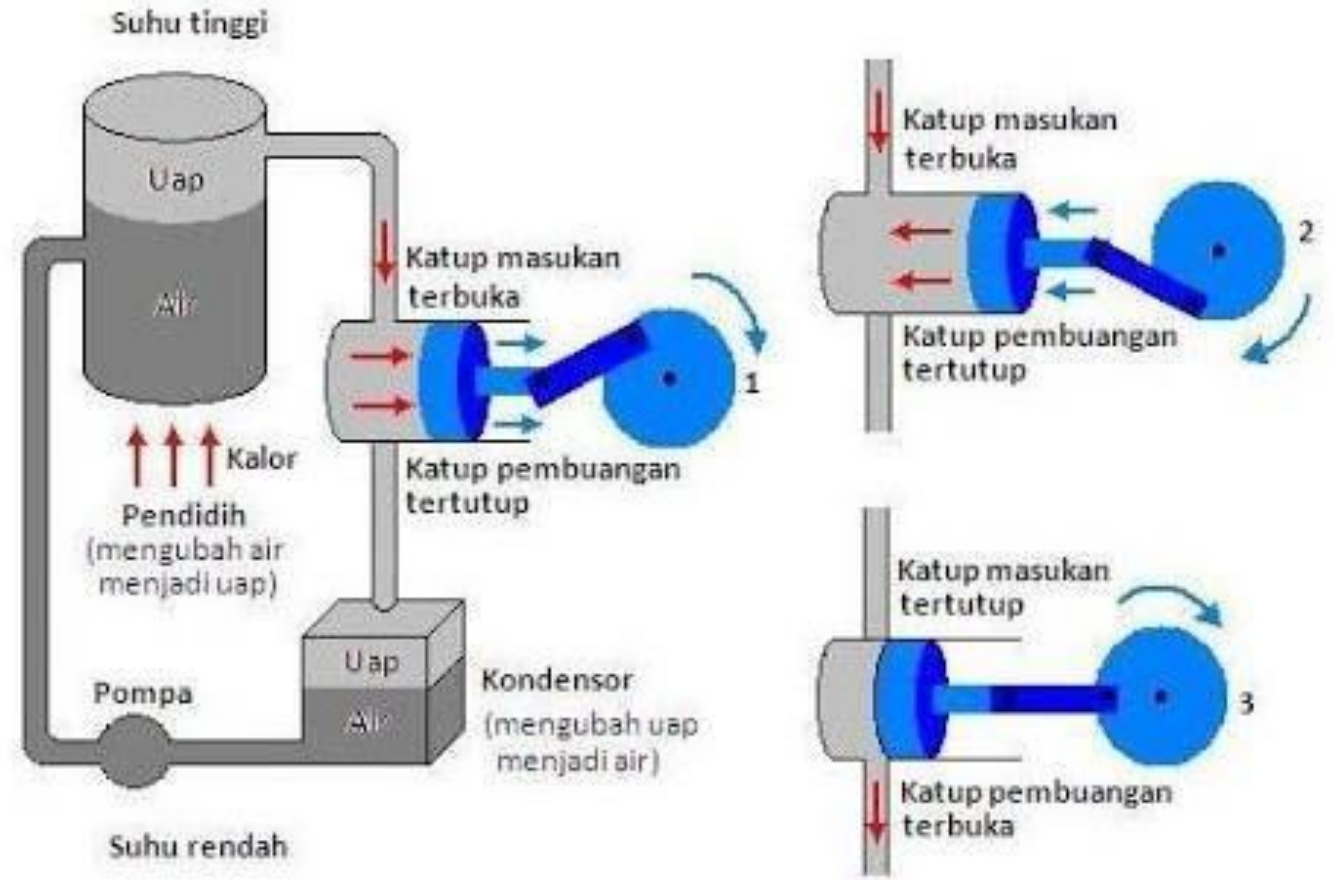 Suhu tinggi
Uap
Air
Kalor
Pendidih
(mengubah air
menjadi uap)
Pompa
Suhu rendah
Katup masukan
terbuka
1
Katup pembuangan
tertutup
Uap
Air
Kondensor
(mengubah uap
menjadi air)
Katup masukan
terbuka
2
Katup pembuangan
tertutup
Katup masukan
tertutup
3
Katup pembuangan
terbuka